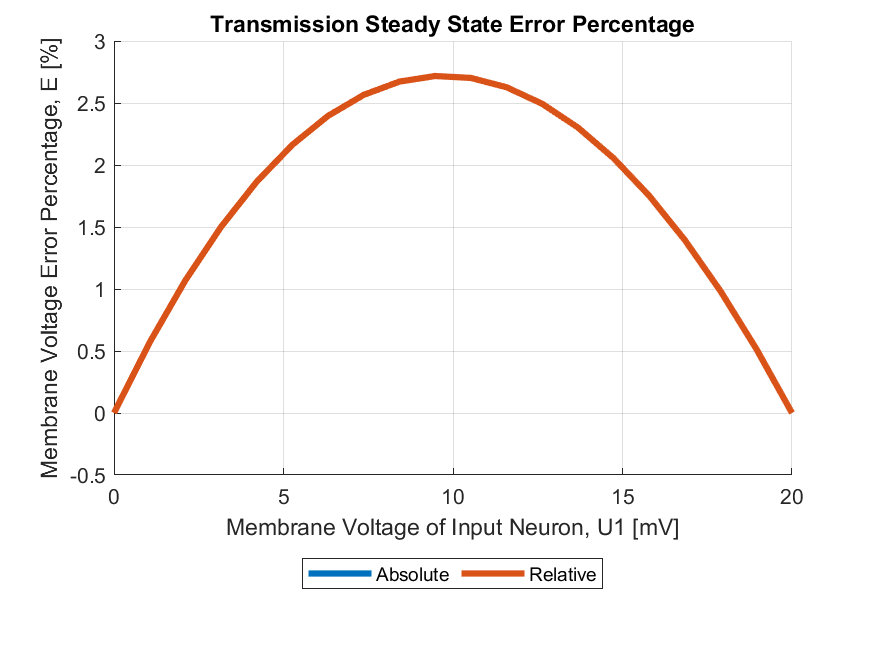 Transmission Steady State Error Percentage
Membrane Voltage Error Percentage, E [%]
3
2.5
2
1.5
1
0.5
0
-0.5
0 5 10 15 20
Membrane Voltage of Input Neuron, U1 [mV]
Absolute Relative